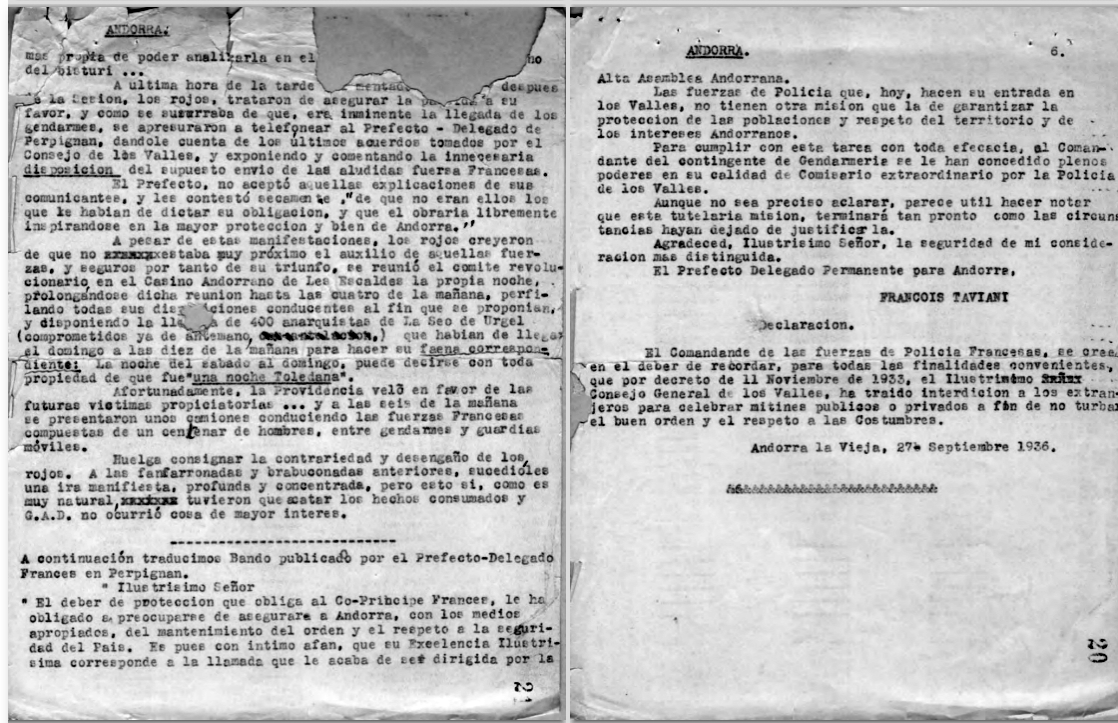 ANDORRA.
mas propia de poder analizarla en el
del bisturi ...
A ultima hora de la tarde despues
de la Sesion, los rojos, trataron de asegurar la a su
favor, y como se susurraba de que, era inminente la llegada de los
gendarmes, se apresuraron a telefonear al Prefecto - Delegado de
Perpignan, dandole cuenta de los últimos acuerdos tomados por el
Consejo de los Valles, y exponiendo y comentando la innecesaria
disposicion del supuesto envio de las aludidas fuersa Francesas.
El Prefecto, no aceptó aquellas explicaciones de sus
comunicantes, y les contestó secamente ,"de que no eran ellos los
que le habian de dictar su obligacion, y que el obraria libremente
inspirandose en la mayor proteccion y bien de Andorra."
A pesar de estas manifestaciones, los rojos creyeron
de que no estaba muy próximo el auxilio de aquellas fuer-
zas, y seguros por tanto de su triunfo, se reunió el comite revolu-
cionario en el Casino Andorrano de Les Escaldes la propia noche,
prolongándose dicha reunion hasta las cuatro de la mañana, perfi-
lando todas sus conducentes al fin que se proponian,
y disponiendo la de 400 anarquistas de La Seo de Urgel
(comprometidos ya de antemano,) que habian de llegar
el domingo a las diez de la mañana para hacer su faena correspon-
diente; La noche del sabado al domingo, puede decirse con toda
propiedad de que fue"una noche Toledana".
Afortunadamente, la Providencia veló en favor de las
futuras victimas propiciatorias ... y a las seis de la mañana
se presentaron unos camiones conduciendo las fuerzas Francesas
compuestas de un centenar de hombres, entre gendarmes y guardias
móviles.
Huelga consignar la contrariedad y desengaño de los
rojos. A las fanfarronadas y brabuconadas anteriores, sucedióles
una ira manifiesta, profunda y concentrada, pero esto si, como es
muy natural, tuvieron que acatar los hechos consumados y
G.A.D. no ocurrió cosa de mayor interes.
A continuación traducimos Bando publicado por el Prefecto-Delegado
Frances en Perpignan.
" Ilustrisimo Señor
" El deber de proteccion que obliga al Co-Principe Frances, le ha
obligado a preocuparse de asegurar a Andorra, con los medios
apropiados, del mantenimiento del orden y el respeto a la seguri-
dad del Pais. Es pues con intimo afan, que su Excelencia Ilustri-
sima corresponde a la llamada que le acaba de ser dirigida por la
ANDORRA. 6.
Alta Asemblea Andorrana.
Las fuerzas de Policia que, hoy, hacen su entrada en
los Valles, no tienen otra mision que la de garantizar la
proteccion de las poblaciones y respeto del territorio y de
los intereses Andorranos.
Para cumplir con esta tarea con toda efecacia, al Coman-
dante del contingente de Gendarmeria se le han concedido plenos
poderes en su calidad de Comisario extraordinario por la Policia
de los Valles.
Aunque no sea preciso aclarar, parece util hacer notar
que esta tutelaria mision, terminará tan pronto como las circuns
tancias hayan dejado de justificarla.
Agradeced, Ilustrisimo Señor, la seguridad de mi conside-
racion mas distinguida.
El Prefecto Delegado Permanente para Andorra,
FRANCOIS TAVIANI
Declaracion.
El Comandande de las fuerzas de Policia Francesas, se cree
en el deber de recordar, para todas las finalidades convenientes,
que por decreto de 11 Noviembre de 1933, el Ilustrisimo
Consejo General de los Valles, ha traido interdicion a los extran-
jeros para celebrar mitines publicos o privados a fin de no turbar
el buen orden y el respeto a las Costumbres.
Andorra la Vieja, 27 Septiembre 1936.
20